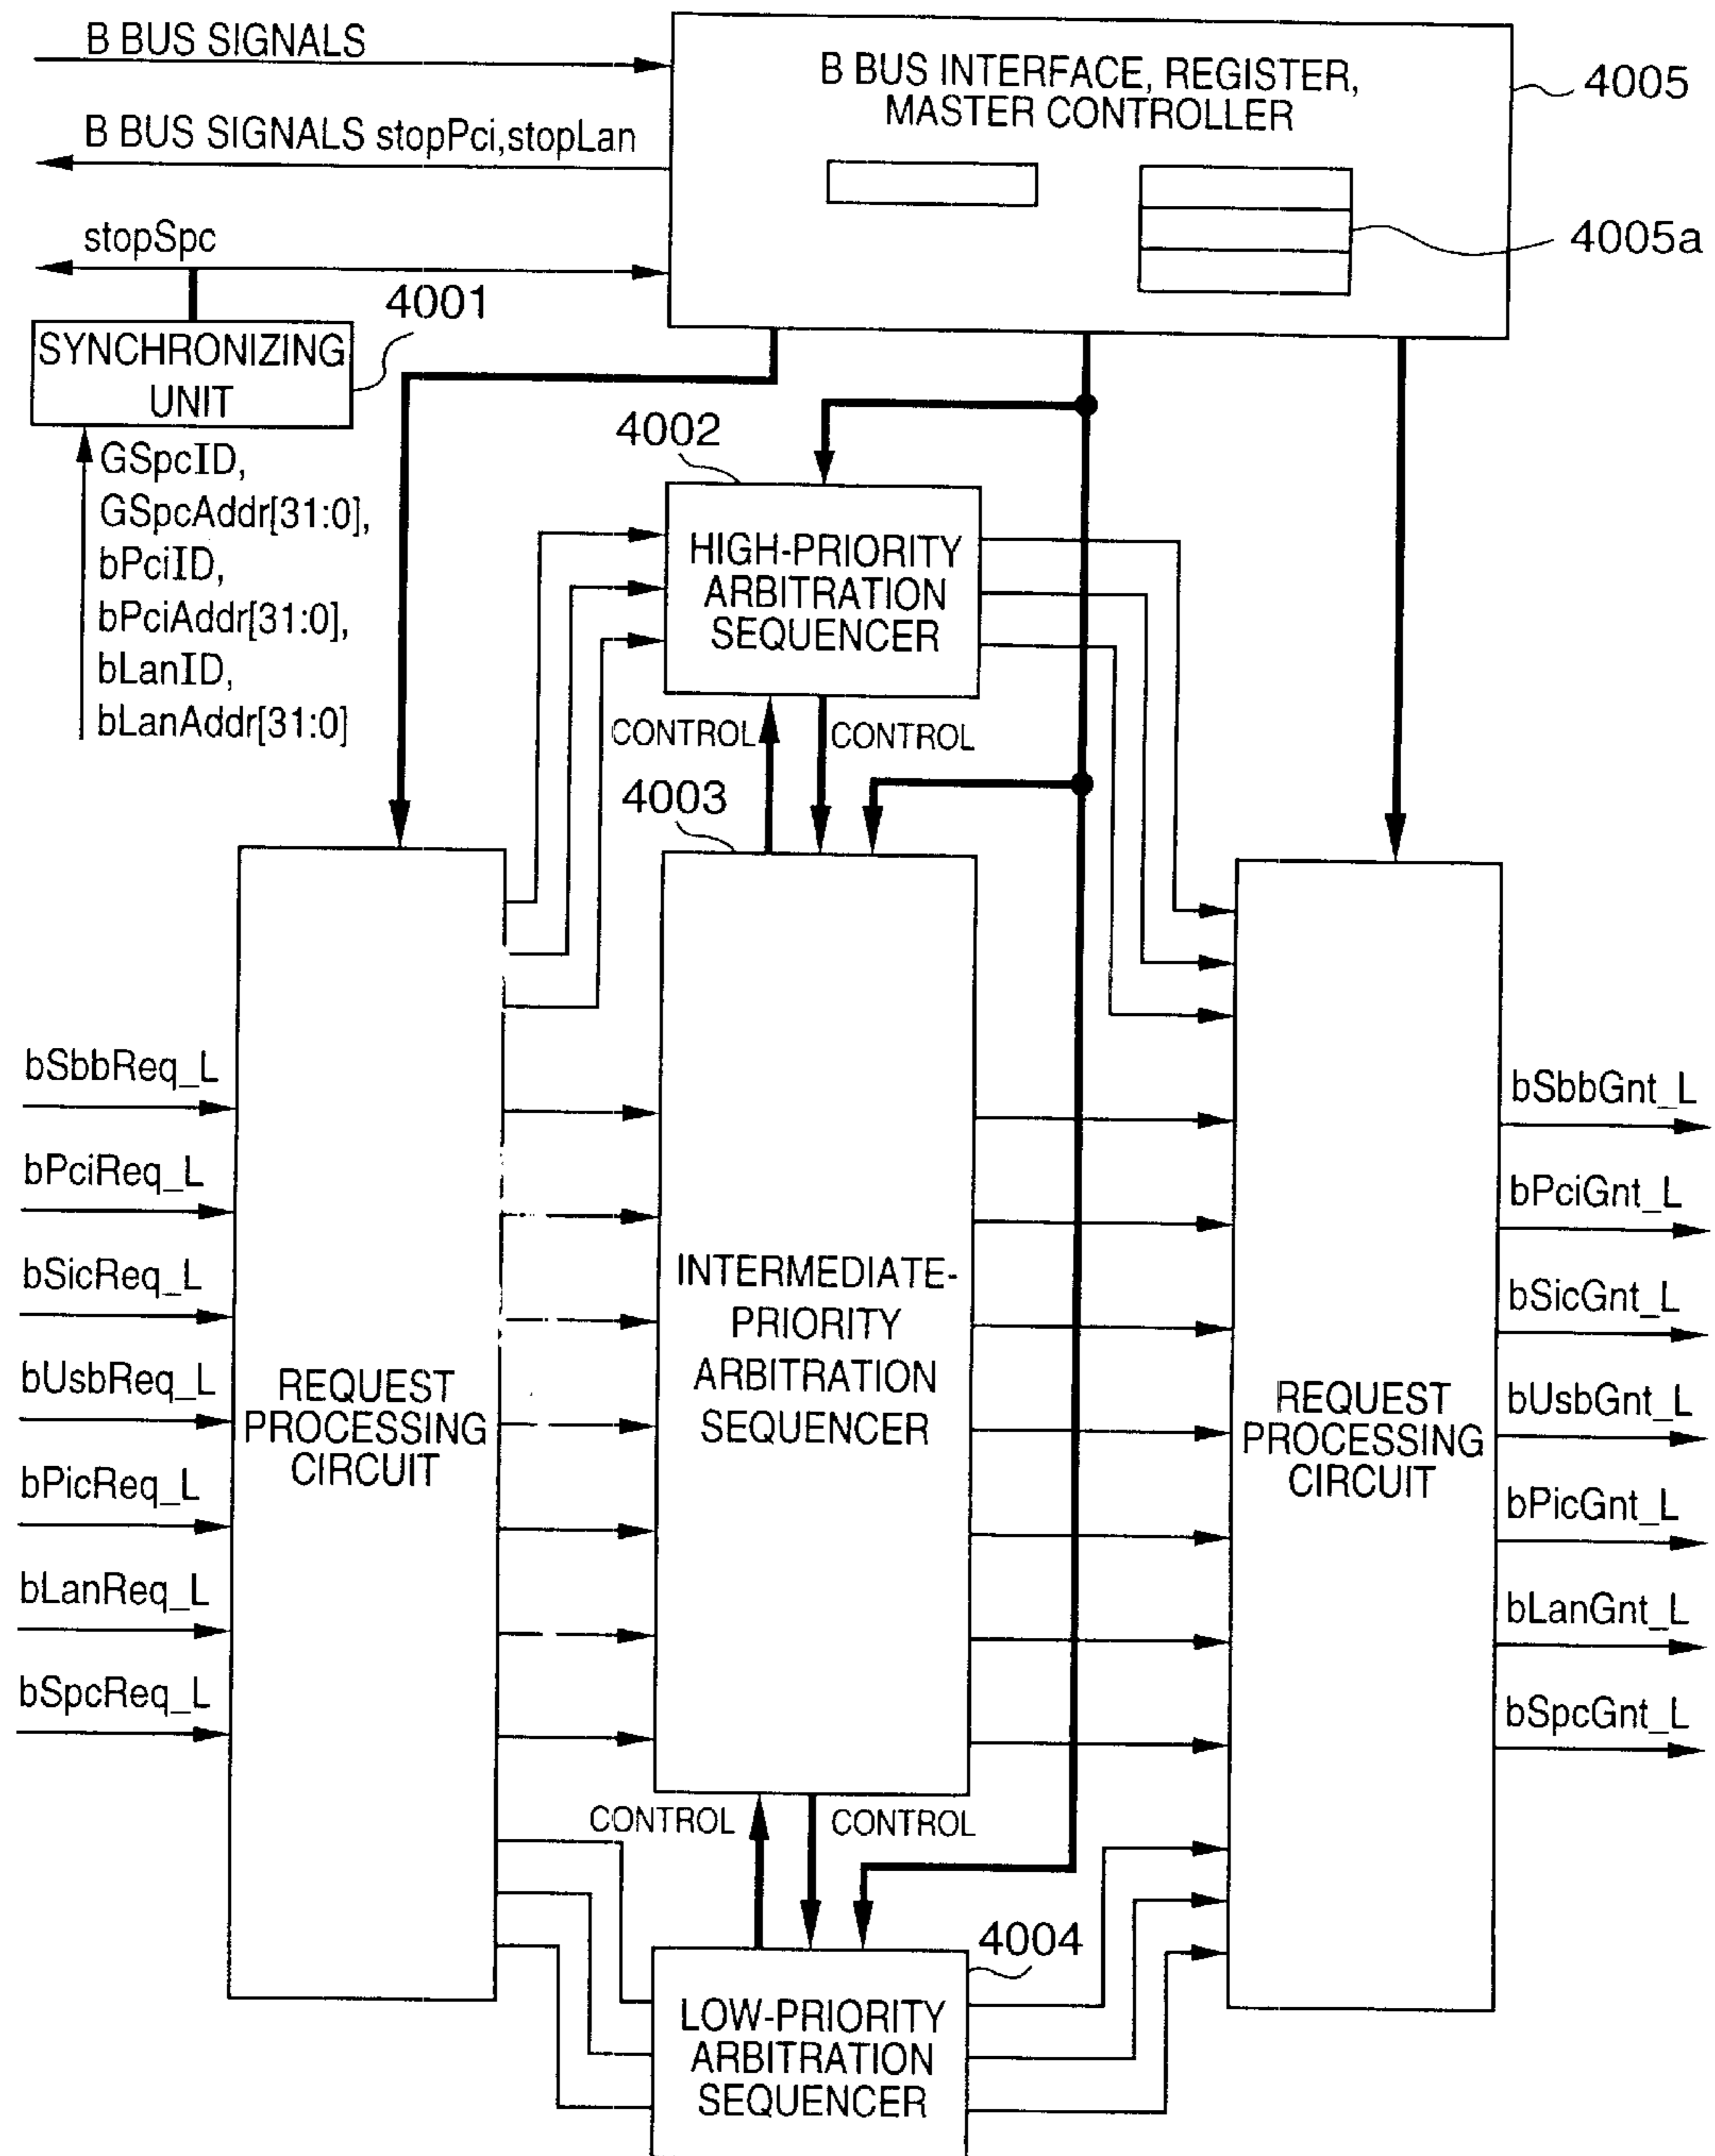 B BUS SIGNALS
B BUS INTERFACE, REGISTER,
MASTER CONTROLLER
4005
B BUS SIGNALS stopPci,stopLan
4005a
stopSpc
4001
SYNCHRONIZING
UNIT
GSpcID,
GSpcAddr[31:0],
bPciID,
bPciAddr[31:0],
bLanID,
bLanAddr[31:0]
4002
HIGH-PRIORITY
ARBITRATION
SEQUENCER
CONTROL
CONTROL
4003
bSbbReq_L
bPciReq_L
bSicReq_L
bUsbReq_L
bPicReq_L
bLanReq_L
bSpcReq_L
REQUEST
PROCESSING
CIRCUIT
INTERMEDIATE-
PRIORITY
ARBITRATION
SEQUENCER
REQUEST
PROCESSING
CIRCUIT
bSbbGnt_L
bPciGnt_L
bSicGnt_L
bUsbGnt_L
bPicGnt_L
bLanGnt_L
bSpcGnt_L
CONTROL
CONTROL
4004
LOW-PRIORITY
ARBITRATION
SEQUENCER